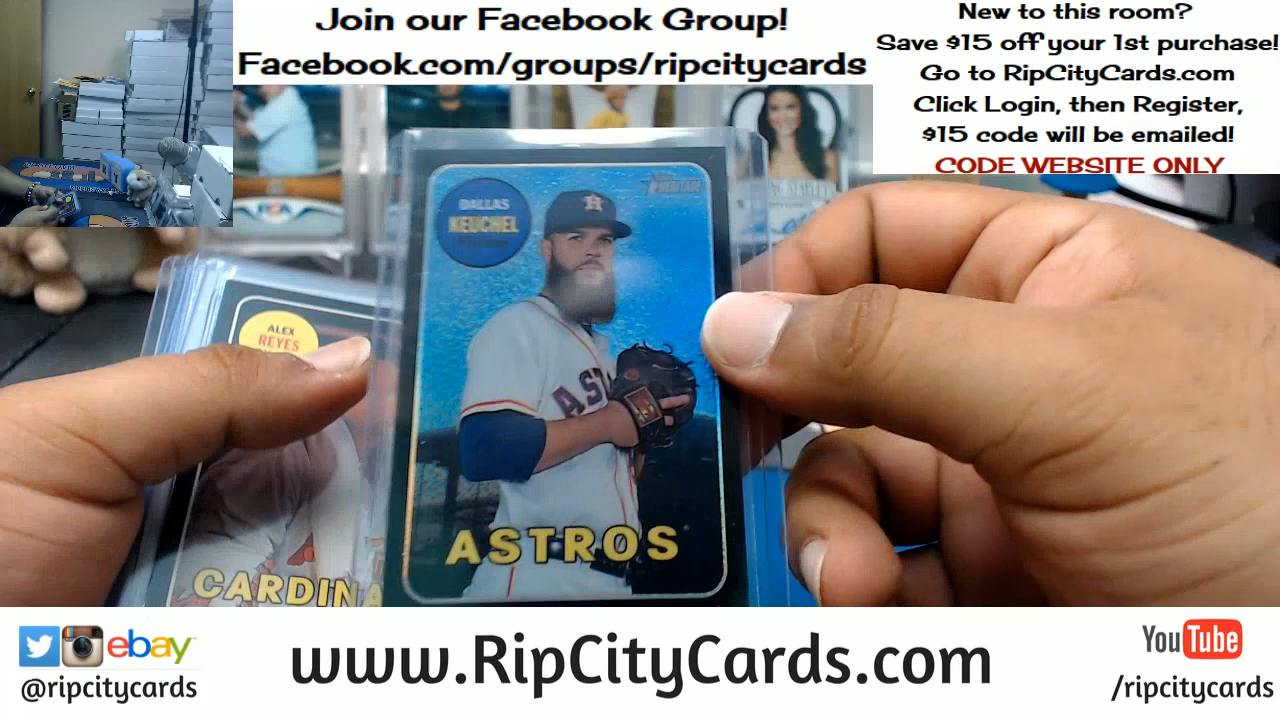 Join our Facebook Group!
Facebook.com/groups/ripcitycards
New to this room?
Save $15 off your 1st purchase!
Go to RipCityCards.com
Click Login, then Register,
$15 code will be emailed!
CODE WEBSITE ONLY
HERITAGE
DALLAS
KEUCHEL
H
ASTROS
ALEX
REYES
CARDINA
ebay
@ripcitycards
www.RipCityCards.com
YouTube
/ripcitycards